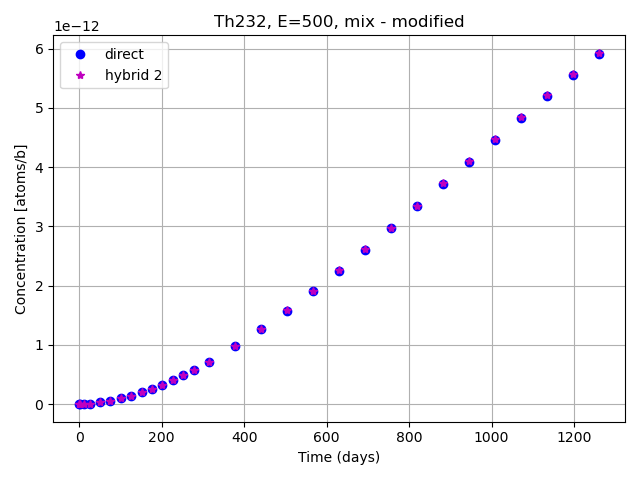 Th232, E=500, mix - modified
1e−12
direct
hybrid 2
6
5
4
3
2
1
0
Concentration [atoms/b]
0 200 400 600 800 1000 1200
Time (days)